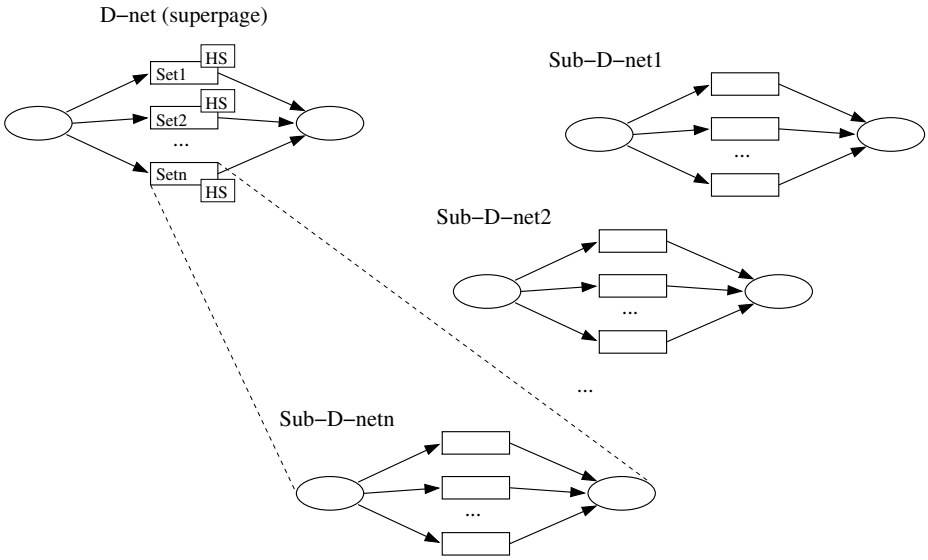 D−net (superpage)
HS
Set1
HS
Set2
...
Setn
HS
Sub−D−net1
...
Sub−D−net2
...
...
Sub−D−netn
...